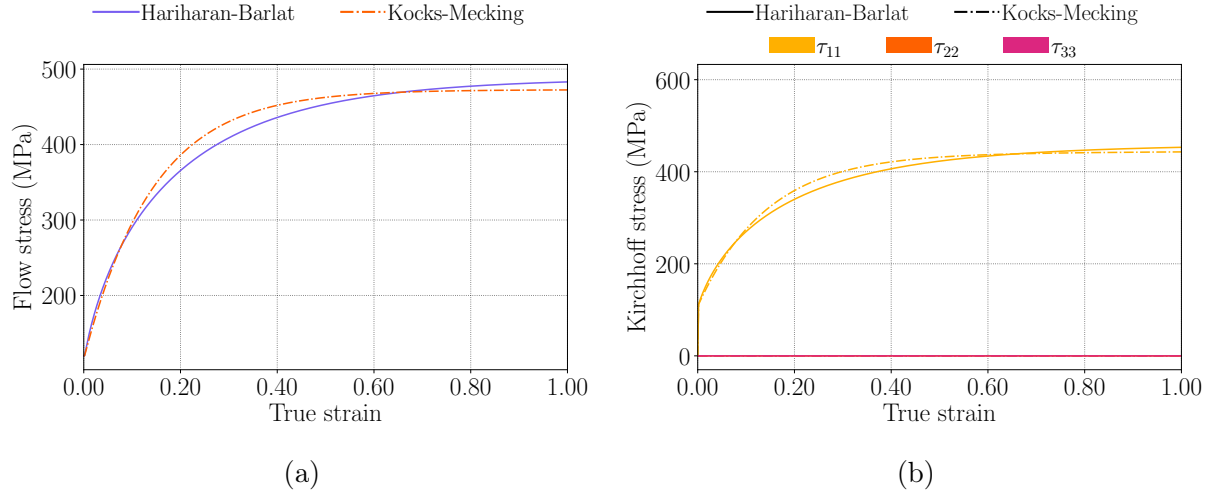 Hariharan-Barlat Kocks-Mecking
500
400
300
200
Flow stress (MPa)
0.00 0.20 0.40 0.60 0.80 1.00
True strain
(a)
Hariharan-Barlat Kocks-Mecking
τ11 τ22 τ33
600
400
200
0
Kirchhoff stress (MPa)
0.00 0.20 0.40 0.60 0.80 1.00
True strain
(b)